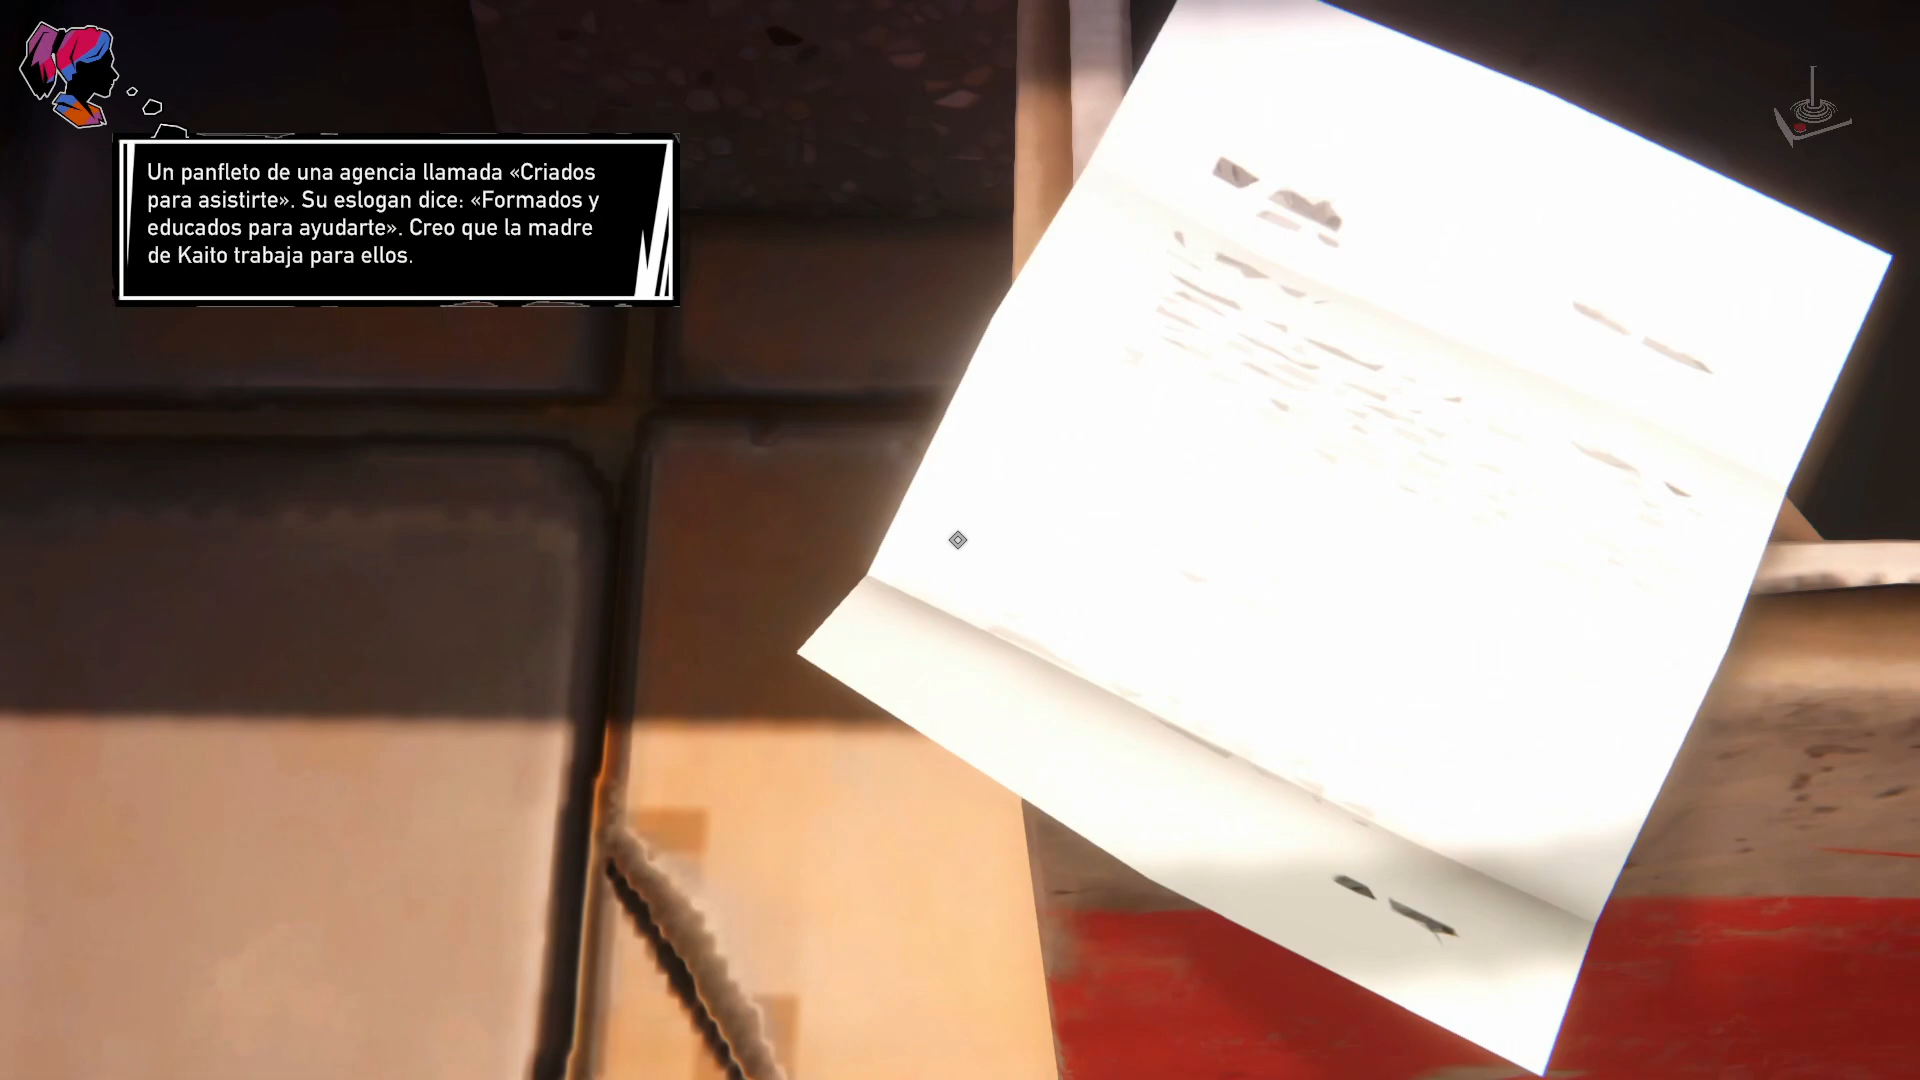 Un panfleto de una agencia llamada «Criados
para asistirte». Su eslogan dice: «Formados y
educados para ayudarte». Creo que la madre
de Kaito trabaja para ellos.